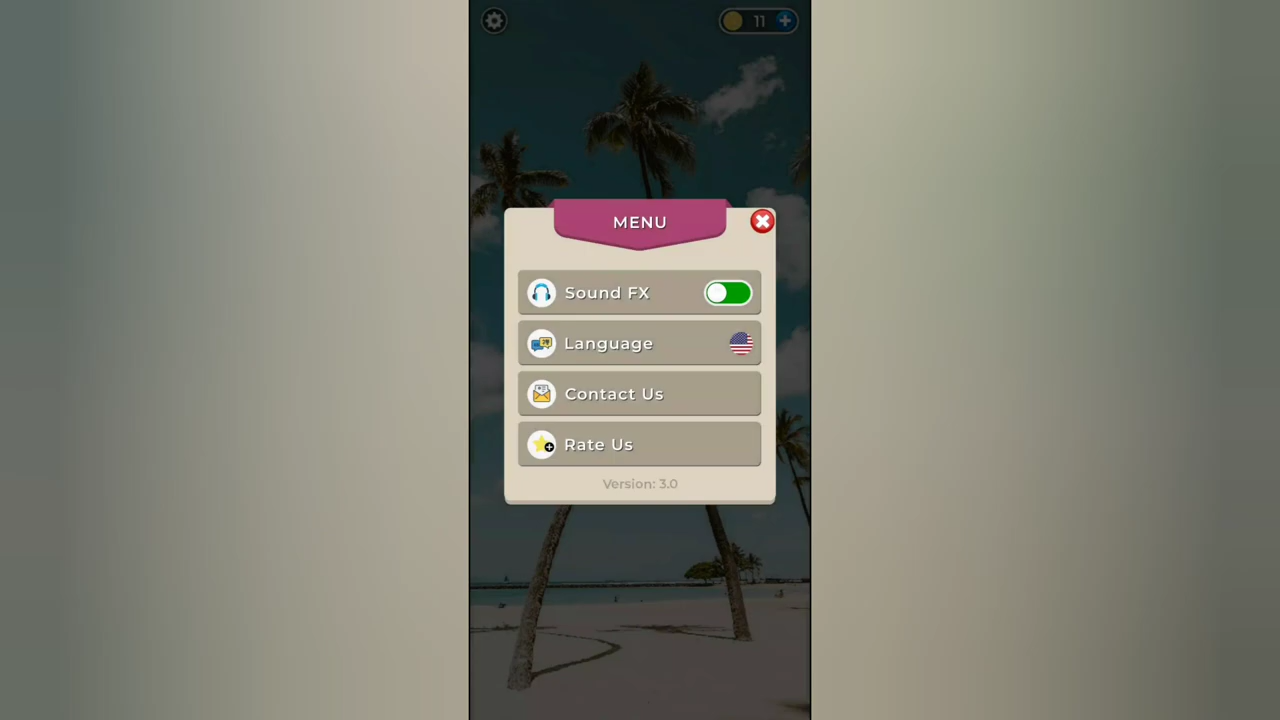 11
MENU
Sound FX
Language
Contact Us
Rate Us
Version: 3.0